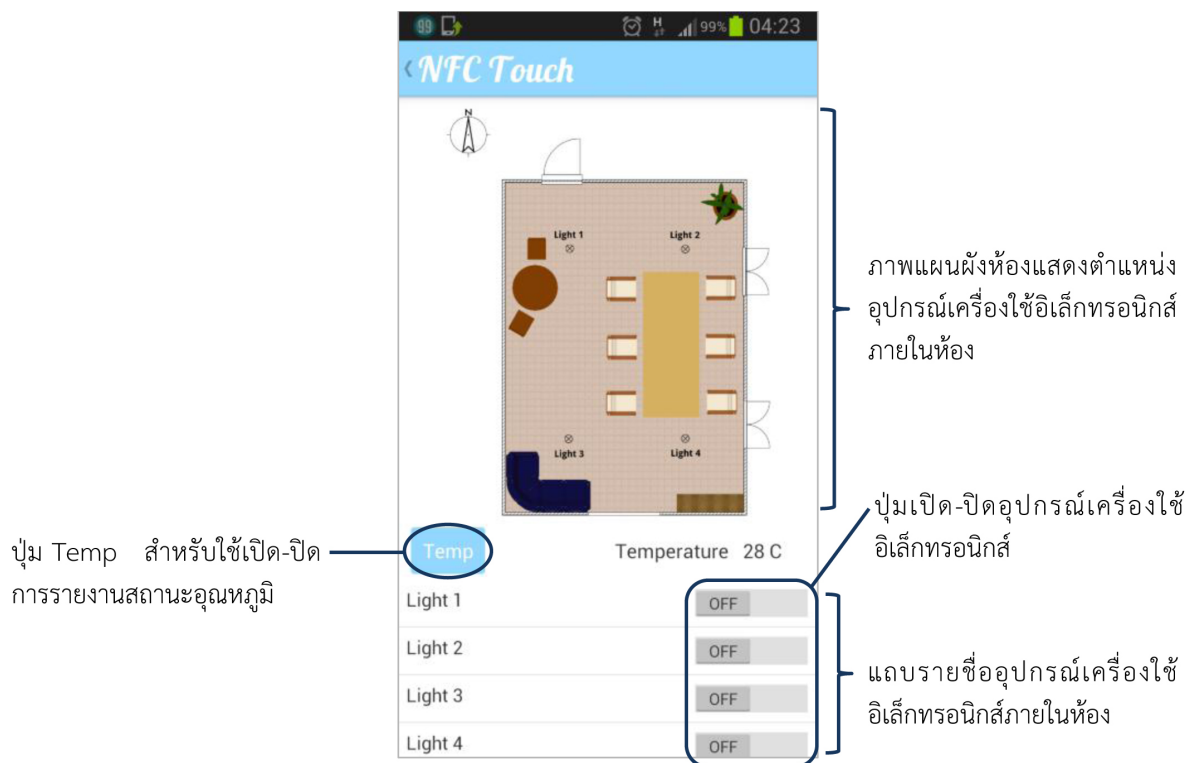 99 H 99% 04:23
NFC Touch
N
Light 1 Light 2
Light 3 Light 4
ภาพแผนผังห้องแสดงตำแหน่ง
อุปกรณ์เครื่องใช้อิเล็กทรอนิกส์
ภายในห้อง
ปุ่ม Temp สำหรับใช้เปิด-ปิด
การรายงานสถานะอุณหภูมิ
Temp Temperature 28 C
ปุ่มเปิด-ปิดอุปกรณ์เครื่องใช้
อิเล็กทรอนิกส์
Light 1 OFF
Light 2 OFF
Light 3 OFF
Light 4 OFF
แถบรายชื่ออุปกรณ์เครื่องใช้
อิเล็กทรอนิกส์ภายในห้อง